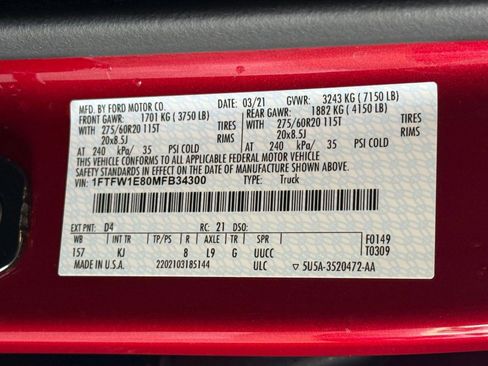 MFD. BY FORD MOTOR CO. 03/21 GVWR: 3243 KG ( 7150 LB)
FRONT GAWR: 1701 KG ( 3750 LB) REAR GAWR: 1882 KG ( 4150 LB)
WITH 275/60R20 115T TIRES WITH 275/60R20 115T TIRES
20x8.5J RIMS 20x8.5J RIMS
AT 240 kPa/ 35 PSI COLD AT 240 kPa/ 35 PSI COLD
THIS VEHICLE CONFORMS TO ALL APPLICABLE FEDERAL MOTOR VEHICLE
SAFETY STANDARDS IN EFFECT ON THE DATE OF MANUFACTURE SHOWN ABOVE.
VIN: 1FTFW1E80MFB34300 TYPE: Truck
EXT PNT: D4 RC: 21 DSO:
WB INT TR TP/PS R AXLE TR SPR F0149
157 KJ 8 L9 G UUCC T0309
MADE IN U.S.A. 2202103185144 ULC ▽ 5U5A-3520472-AA